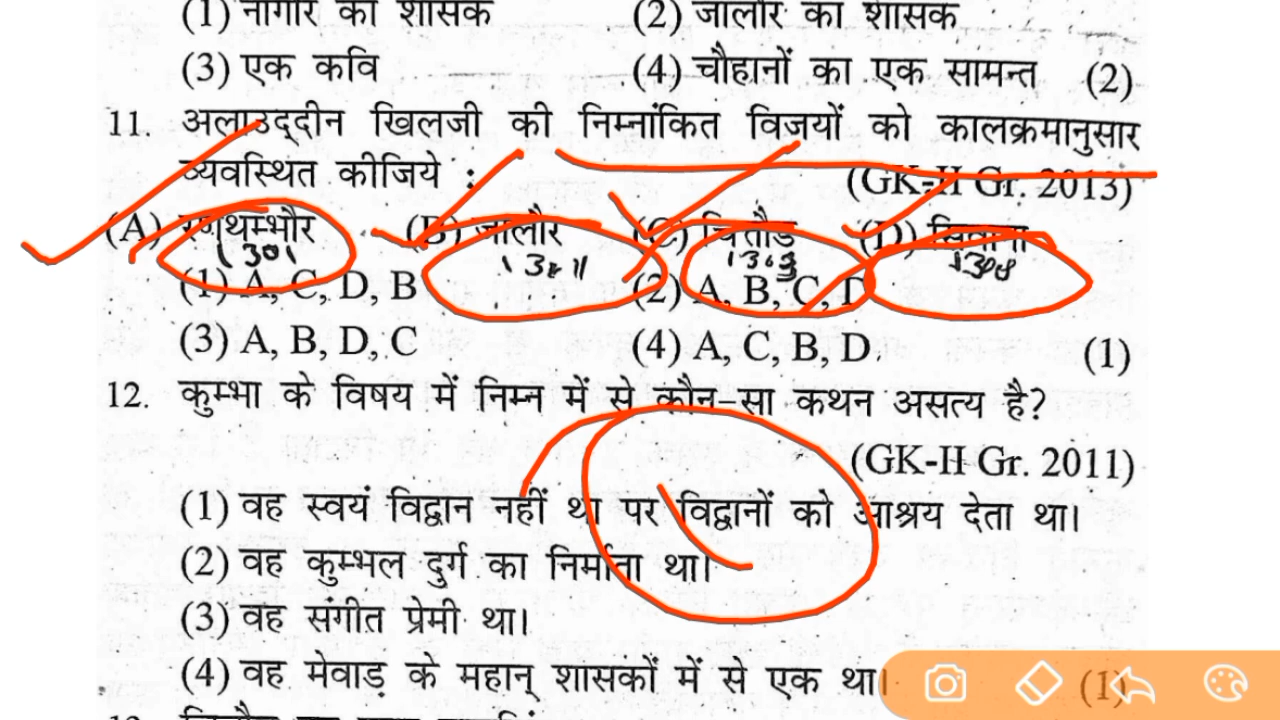 (1) नागौर का शासक (2) जालौर का शासक
(3) एक कवि (4) चौहानों का एक सामन्त (2)
11. अलाउद्दीन खिलजी की निम्नांकित विजयों को कालक्रमानुसार
व्यवस्थित कीजिये : (GK-II Gr. 2013)
(A) रणथम्भौर (B) जालौर (C) चित्तौड़ (D) सिवाना
1301 1311 1303 1308
(1) A, C, D, B (2) A, B, C, D
(3) A, B, D, C (4) A, C, B, D. (1)
12. कुम्भा के विषय में निम्न में से कौन-सा कथन असत्य है?
(GK-II Gr. 2011)
(1) वह स्वयं विद्वान नहीं था पर विद्वानों को आश्रय देता था।
(2) वह कुम्भल दुर्ग का निर्माता था।
(3) वह संगीत प्रेमी था।
(4) वह मेवाड़ के महान् शासकों में से एक था। (1)